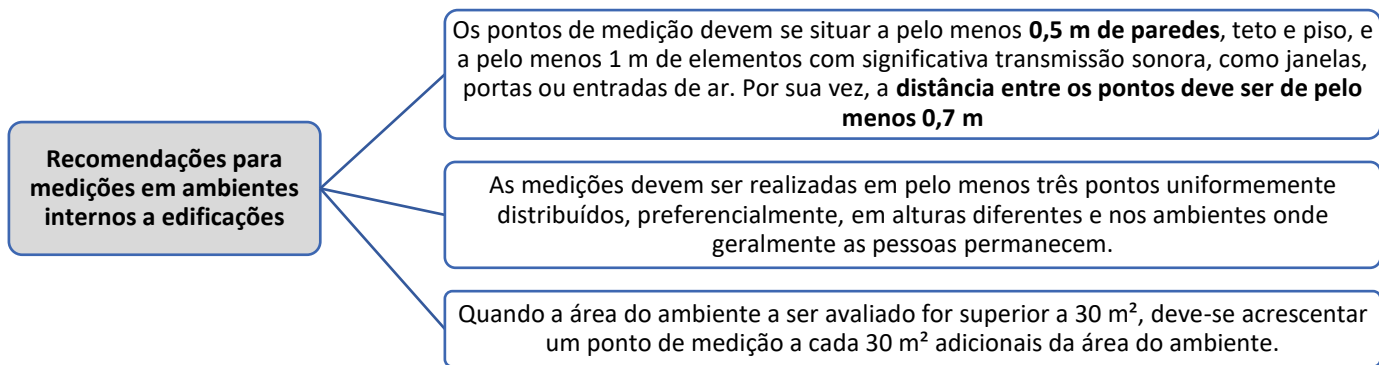 Recomendações para
medições em ambientes
internos a edificações
Os pontos de medição devem se situar a pelo menos 0,5 m de paredes, teto e piso, e
a pelo menos 1 m de elementos com significativa transmissão sonora, como janelas,
portas ou entradas de ar. Por sua vez, a distância entre os pontos deve ser de pelo
menos 0,7 m
As medições devem ser realizadas em pelo menos três pontos uniformemente
distribuídos, preferencialmente, em alturas diferentes e nos ambientes onde
geralmente as pessoas permanecem.
Quando a área do ambiente a ser avaliado for superior a 30 m², deve-se acrescentar
um ponto de medição a cada 30 m² adicionais da área do ambiente.